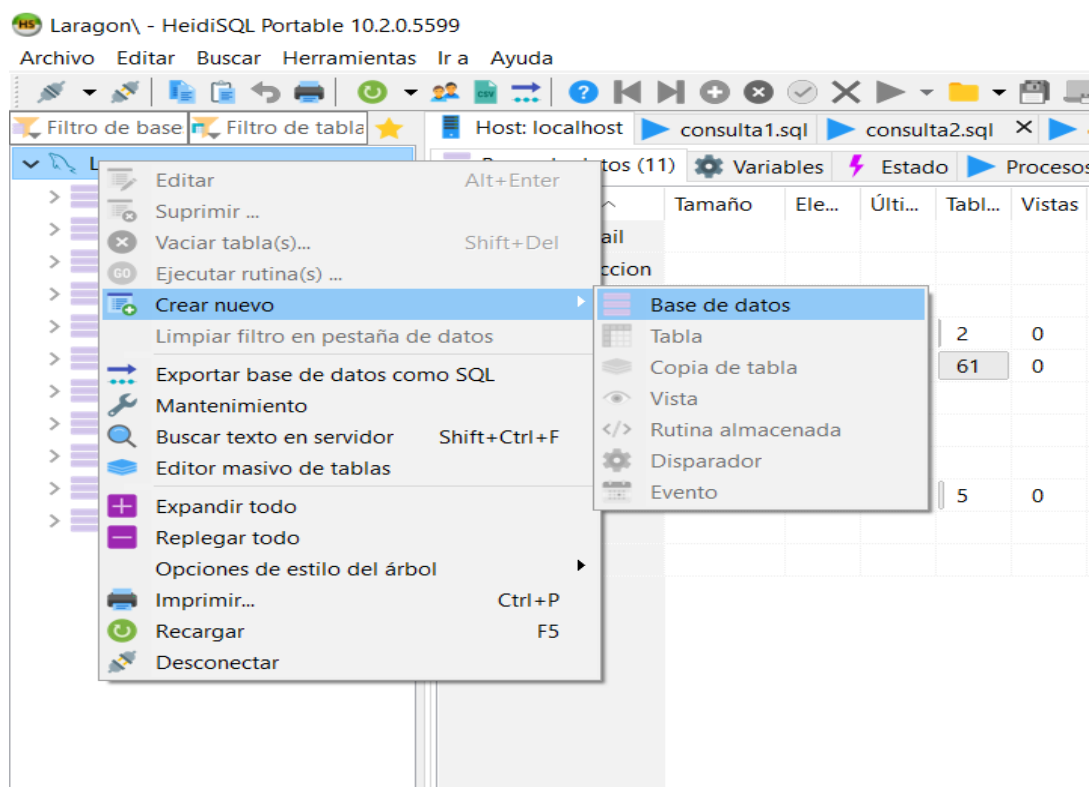 Laragon\ - HeidiSQL Portable 10.2.0.5599
Archivo Editar Buscar Herramientas Ir a Ayuda
Filtro de base Filtro de tabla Host: localhost consulta1.sql consulta2.sql
L tos (11) Variables Estado Procesos
Tamaño Ele... Últi... Tabl... Vistas
Editar Alt+Enter
Suprimir ...
ail
Vaciar tabla(s)... Shift+Del
GO Ejecutar rutina(s) ...
ccion
Crear nuevo
Base de datos
Limpiar filtro en pestaña de datos
Tabla
2 0
Copia de tabla
61 0
Exportar base de datos como SQL
Vista
Mantenimiento
Rutina almacenada
Buscar texto en servidor Shift+Ctrl+F
Disparador
Editor masivo de tablas
Evento
5 0
Expandir todo
Replegar todo
Opciones de estilo del árbol
Imprimir... Ctrl+P
Recargar F5
Desconectar